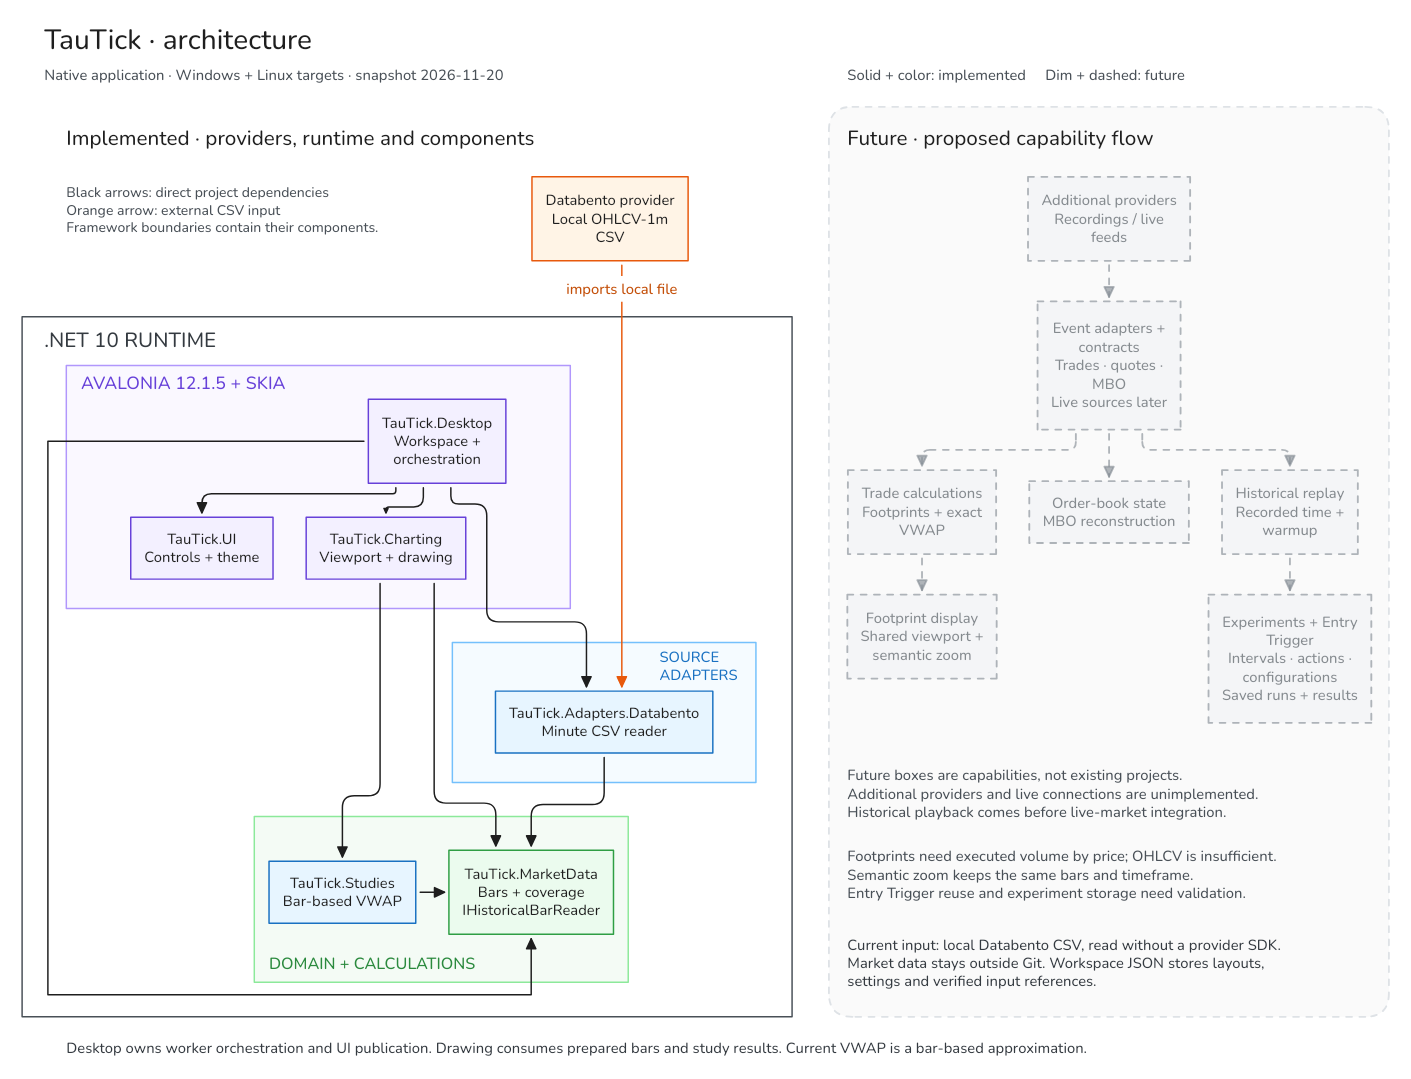 TauTick · architecture
Native application · Windows + Linux targets · snapshot 2026-11-20
Solid + color: implemented    Dim + dashed: future
Implemented · providers, runtime and components
Black arrows: direct project dependencies
Orange arrow: external CSV input
Framework boundaries contain their components.
Databento provider
Local OHLCV-1m
CSV
imports local file
.NET 10 RUNTIME
AVALONIA 12.1.5 + SKIA
TauTick.Desktop
Workspace +
orchestration
TauTick.UI
Controls + theme
TauTick.Charting
Viewport + drawing
SOURCE
ADAPTERS
TauTick.Adapters.Databento
Minute CSV reader
TauTick.Studies
Bar-based VWAP
TauTick.MarketData
Bars + coverage
IHistoricalBarReader
DOMAIN + CALCULATIONS
Future · proposed capability flow
Additional providers
Recordings / live
feeds
Event adapters +
contracts
Trades · quotes ·
MBO
Live sources later
Trade calculations
Footprints + exact
VWAP
Order-book state
MBO reconstruction
Historical replay
Recorded time +
warmup
Footprint display
Shared viewport +
semantic zoom
Experiments + Entry
Trigger
Intervals · actions ·
configurations
Saved runs + results
Future boxes are capabilities, not existing projects.
Additional providers and live connections are unimplemented.
Historical playback comes before live-market integration.
Footprints need executed volume by price; OHLCV is insufficient.
Semantic zoom keeps the same bars and timeframe.
Entry Trigger reuse and experiment storage need validation.
Current input: local Databento CSV, read without a provider SDK.
Market data stays outside Git. Workspace JSON stores layouts,
settings and verified input references.
Desktop owns worker orchestration and UI publication. Drawing consumes prepared bars and study results. Current VWAP is a bar-based approximation.